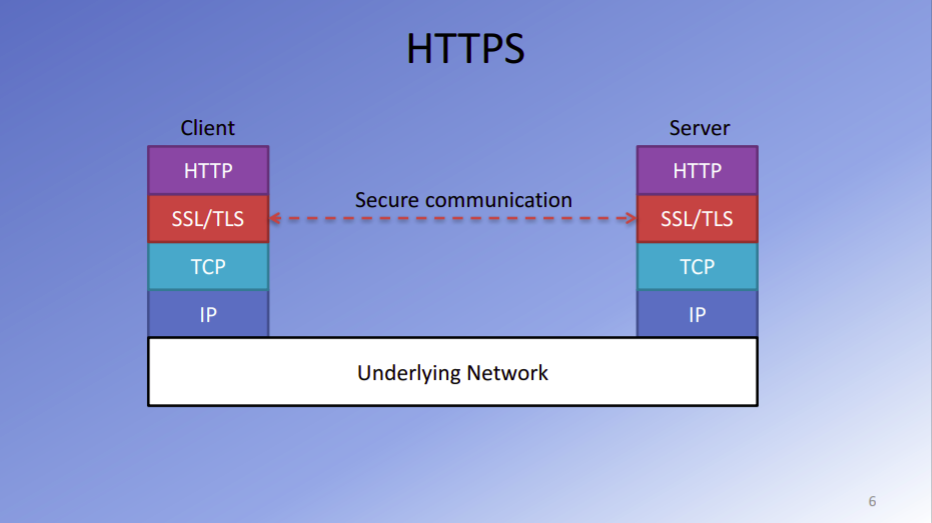 HTTPS
Client
Server
HTTP
HTTP
Secure communication
SSL/TLS
SSL/TLS
TCP
TCP
IP
IP
Underlying Network
6